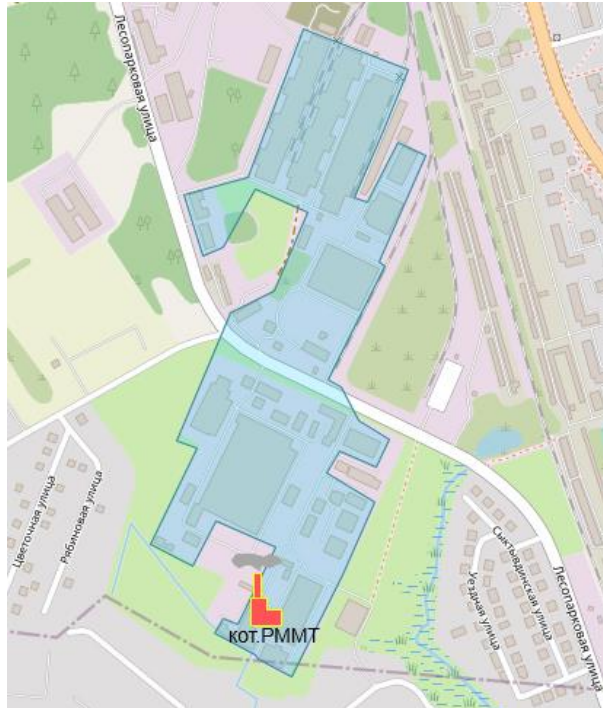 Лесопарковая улица
Цветочная улица
Рябиновая улица
кот.РММТ
Сыктывдинская улица
Уездная улица
Лесопарковая улица